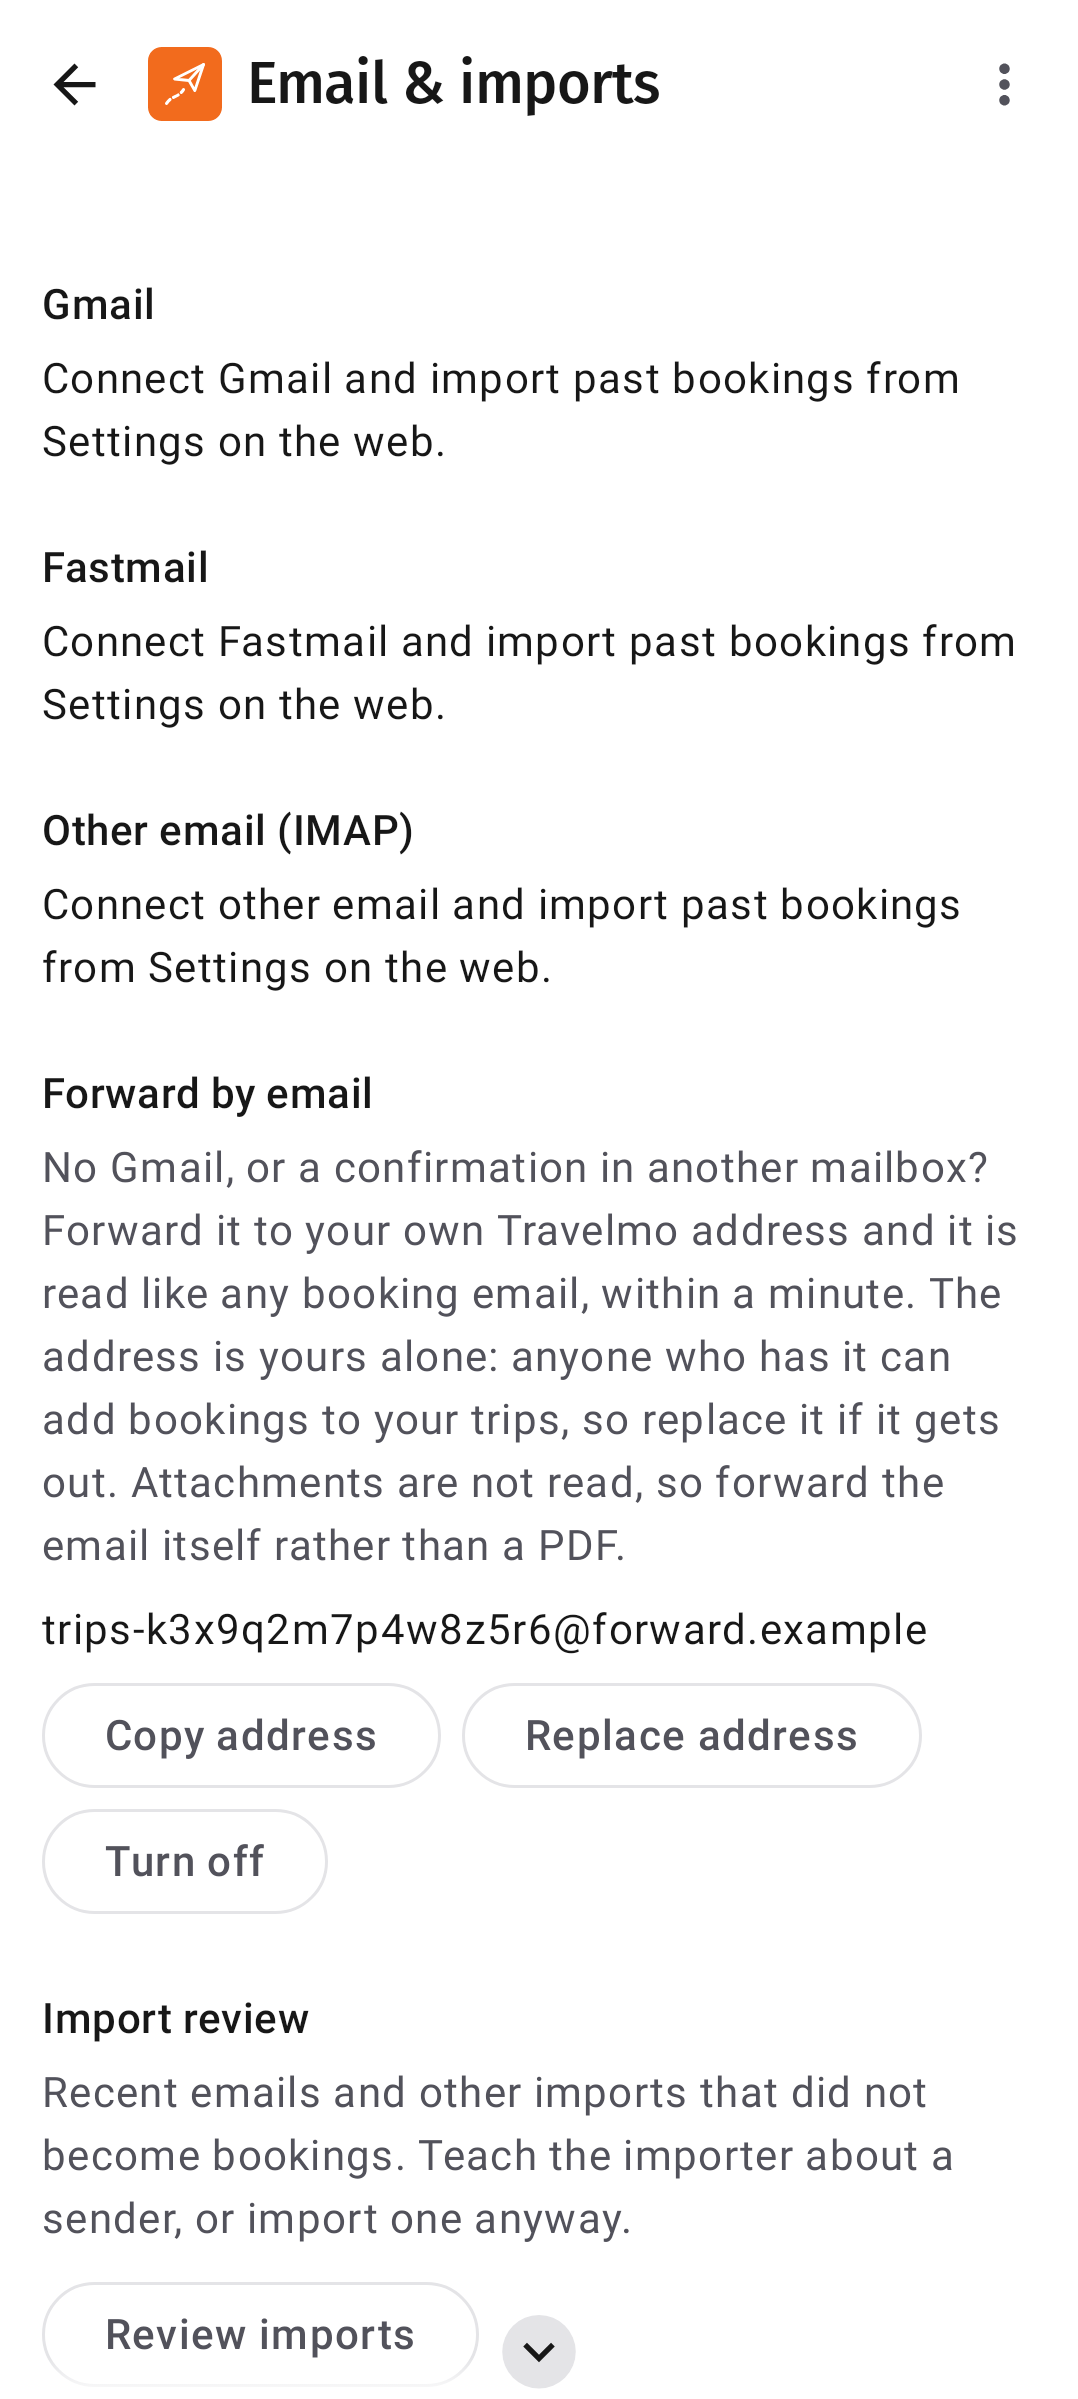 Email & imports
Gmail
Connect Gmail and import past bookings from
Settings on the web.
Fastmail
Connect Fastmail and import past bookings from
Settings on the web.
Other email (IMAP)
Connect other email and import past bookings
from Settings on the web.
Forward by email
No Gmail, or a confirmation in another mailbox?
Forward it to your own Travelmo address and it is
read like any booking email, within a minute. The
address is yours alone: anyone who has it can
add bookings to your trips, so replace it if it gets
out. Attachments are not read, so forward the
email itself rather than a PDF.
trips-k3x9q2m7p4w8z5r6@forward.example
Copy address
Replace address
Turn off
Import review
Recent emails and other imports that did not
become bookings. Teach the importer about a
sender, or import one anyway.
Review imports